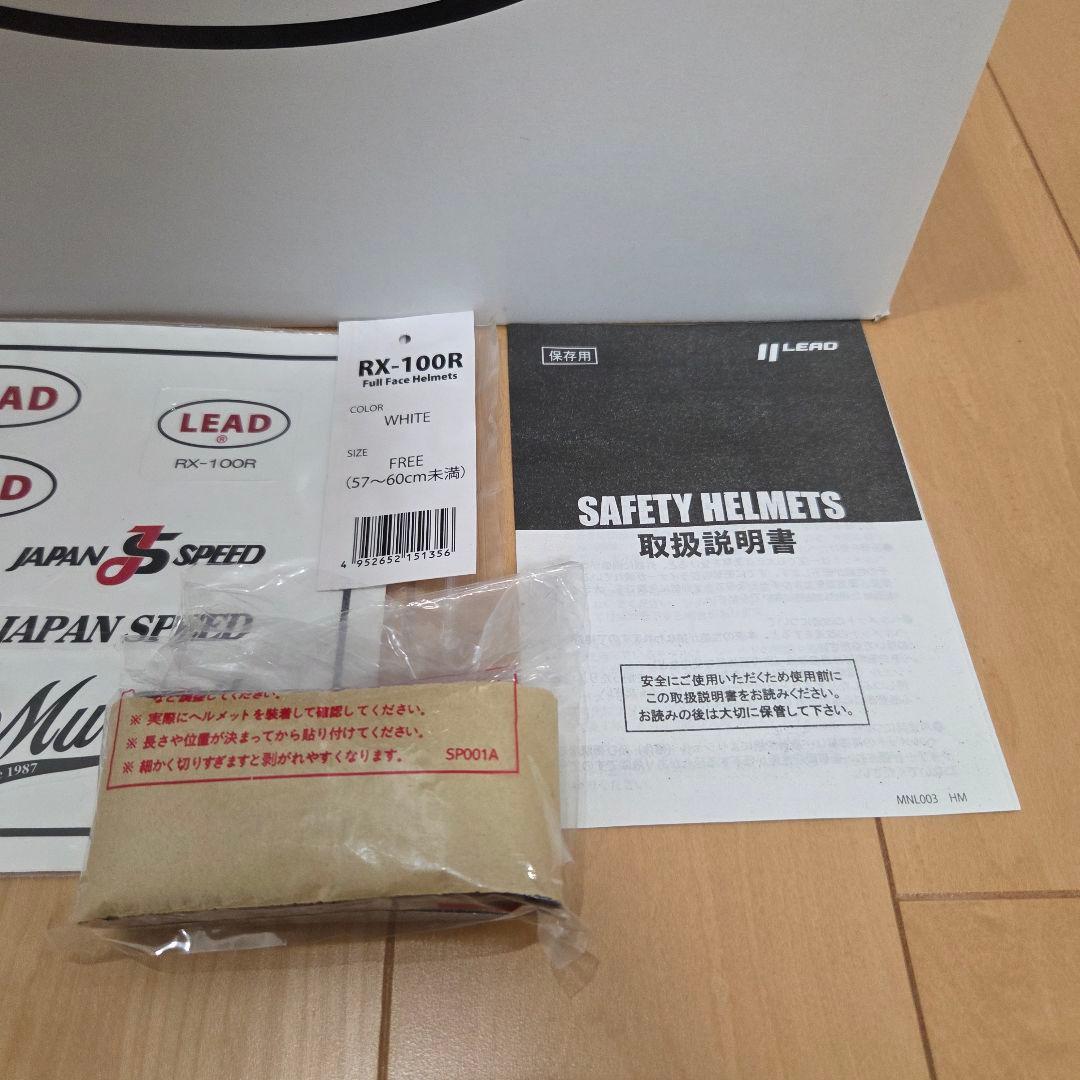 AD
LEAD
®
RX-100R
D
JAPAN JS SPEED
JAPAN SPEED
Mu
1987
RX-100R
Full Face Helmets
COLOR
WHITE
SIZE
FREE
(57～60cm未満)
4 952652 151356
保存用
LEAD
SAFETY HELMETS
取扱説明書
安全にご使用いただくため使用前に
この取扱説明書をお読みください。
お読みの後は大切に保管して下さい。
MNL003 HM
※ 実際にヘルメットを装着して確認してください。
※ 長さや位置が決まってから貼り付けてください。
※ 細かく切りすぎますと剥がれやすくなります。
SP001A